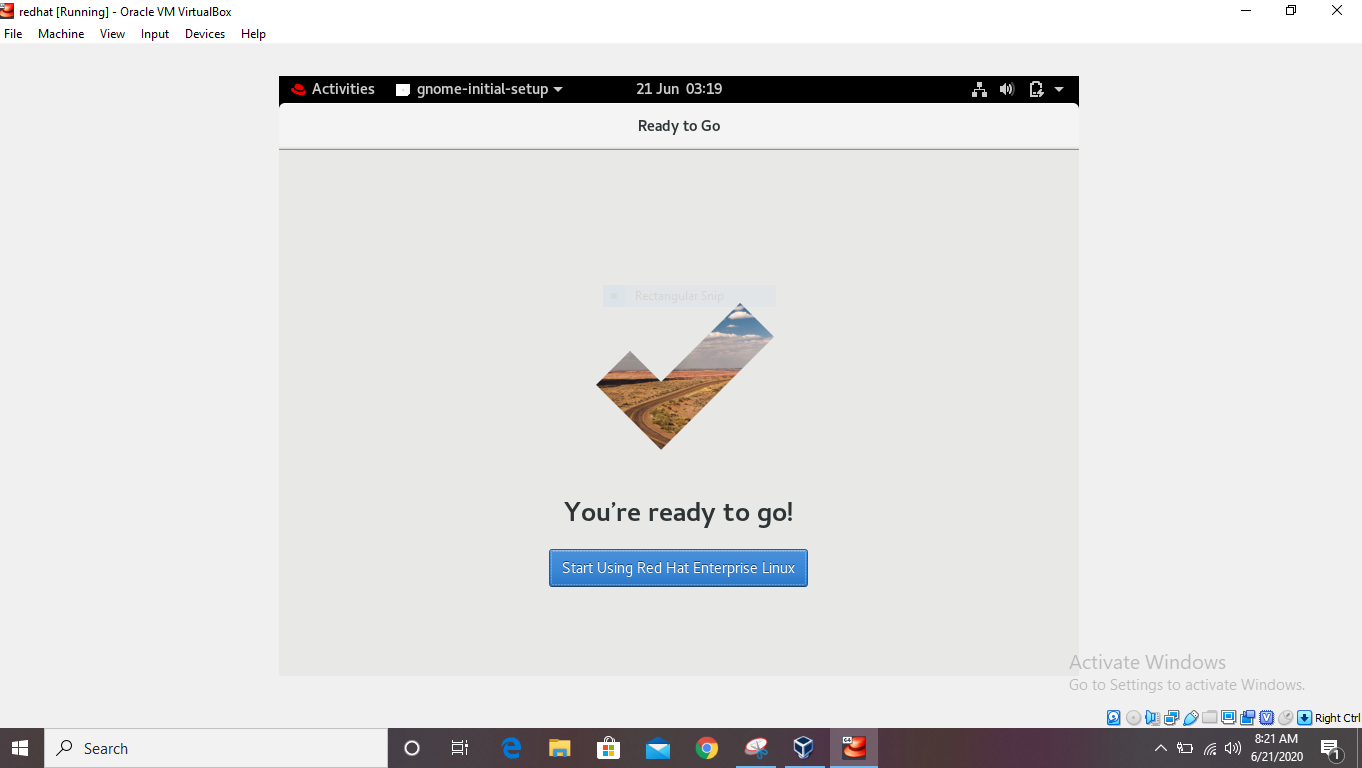 redhat [Running] - Oracle VM VirtualBox
File Machine View Input Devices Help
Activities gnome-initial-setup 21 Jun 03:19
Ready to Go
Rectangular Snip
You’re ready to go!
Start Using Red Hat Enterprise Linux
Activate Windows
Go to Settings to activate Windows.
Right Ctrl
Search
8:21 AM
6/21/2020
1